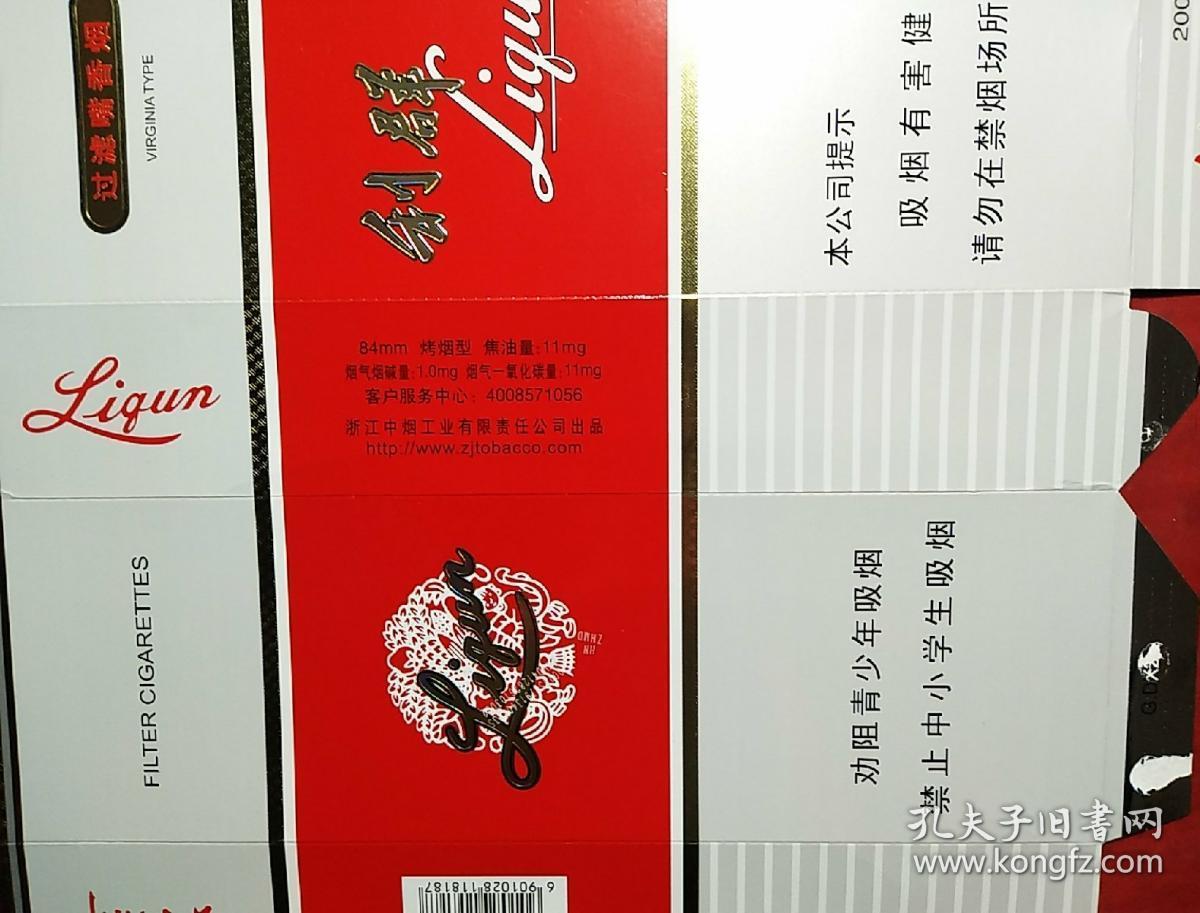 过滤嘴香烟
VIRGINIA TYPE
利群
Liqun
本公司提示
吸烟有害健
请勿在禁烟场所
200
Liqun
84mm 烤烟型 焦油量:11mg
烟气烟碱量:1.0mg 烟气一氧化碳量:11mg
客户服务中心: 4008571056
浙江中烟工业有限责任公司出品
http://www.zjtobacco.com
FILTER CIGARETTES
Liqun
劝阻青少年吸烟
禁止中小学生吸烟
6 901028 118187
孔夫子旧書网
www.kongfz.com